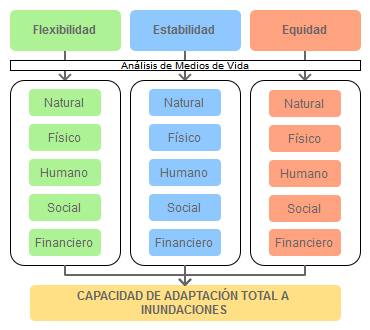 Flexibilidad Estabilidad Equidad
Análisis de Medios de Vida
Natural Natural Natural
Físico Físico Físico
Humano Humano Humano
Social Social Social
Financiero Financiero Financiero
CAPACIDAD DE ADAPTACIÓN TOTAL A
INUNDACIONES